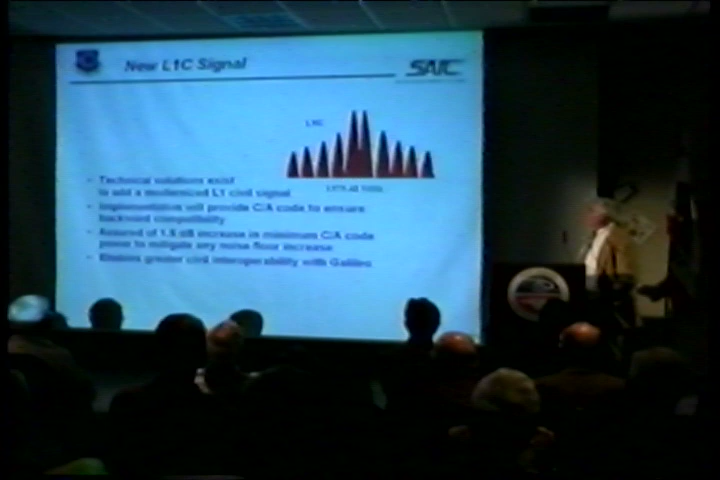 New L1C Signal
SAIC
L1C
• Technical solutions exist
to add a modernized L1 civil signal
• Implementation will provide C/A code to ensure
backward compatibility
• Assured of 1.5 dB increase in minimum C/A code
power to mitigate any noise floor increase
• Enables greater civil interoperability with Galileo